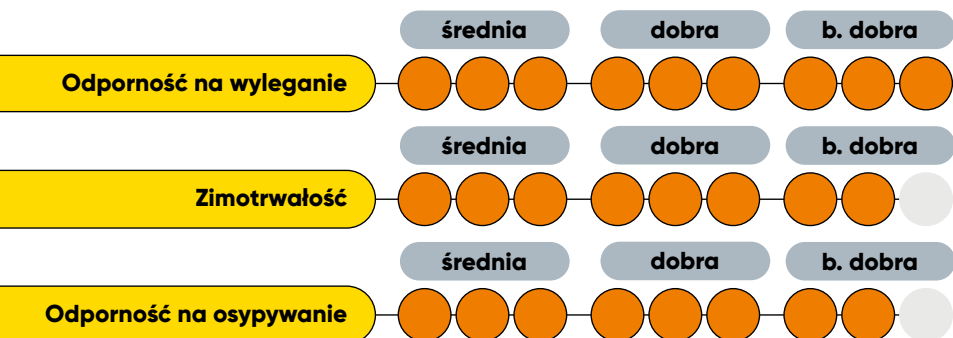 średnia dobra b. dobra
Odporność na wyleganie
średnia dobra b. dobra
Zimotrwałość
średnia dobra b. dobra
Odporność na osypywanie